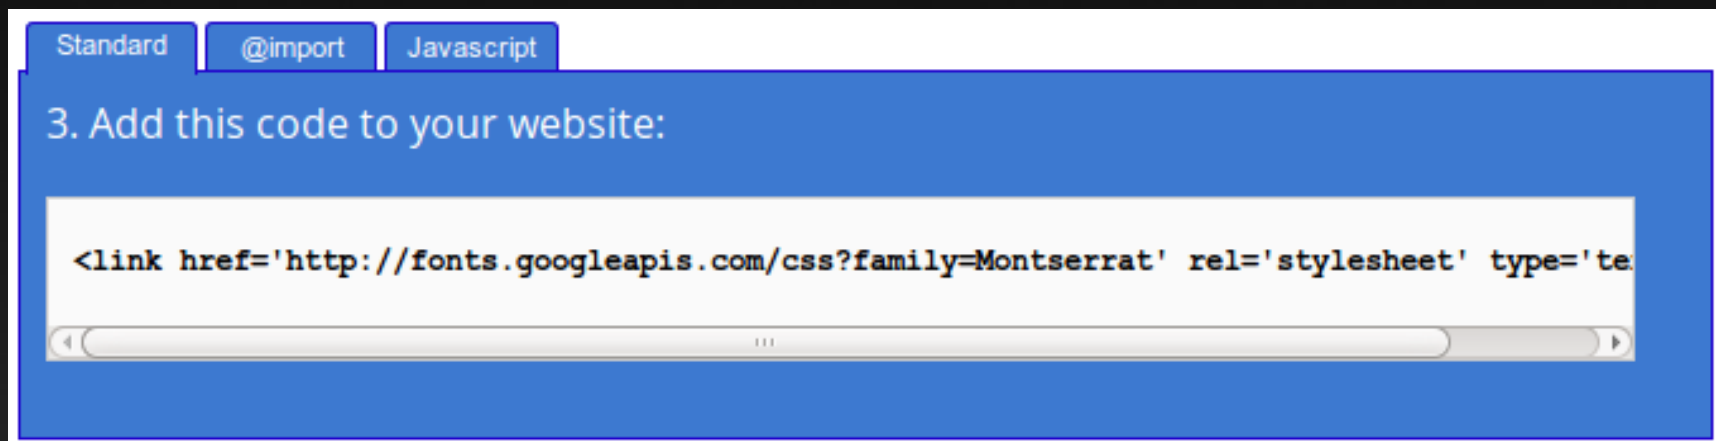 Standard @import Javascript
3. Add this code to your website:
<link href='http://fonts.googleapis.com/css?family=Montserrat' rel='stylesheet' type='te